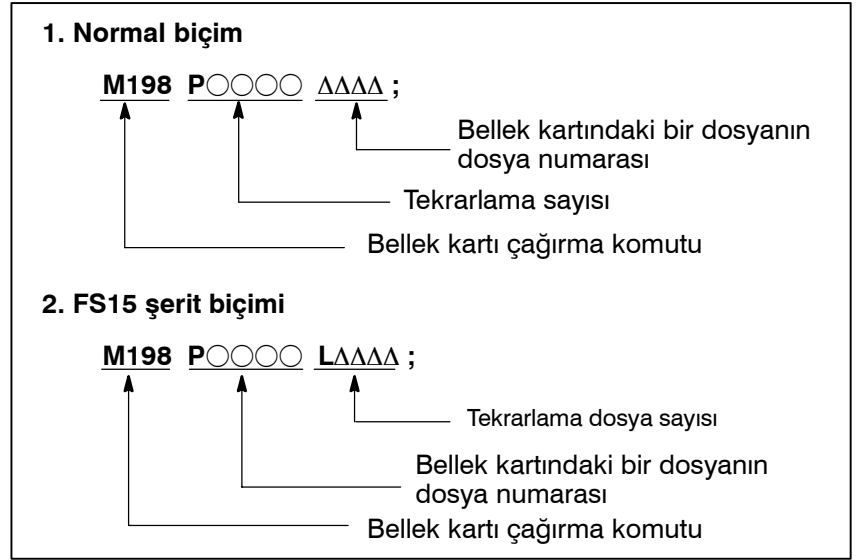 1. Normal biçim
M198 P○○○○ ΔΔΔΔ ;
Bellek kartındaki bir dosyanın
dosya numarası
Tekrarlama sayısı
Bellek kartı çağırma komutu
2. FS15 şerit biçimi
M198 P○○○○ LΔΔΔΔ ;
Tekrarlama dosya sayısı
Bellek kartındaki bir dosyanın
dosya numarası
Bellek kartı çağırma komutu